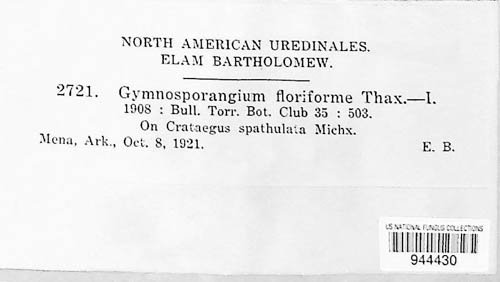 NORTH AMERICAN UREDINALES.
ELAM BARTHOLOMEW.
2721. Gymnosporangium floriforme Thax.—I.
1908 : Bull. Torr. Bot. Club 35 : 503.
On Crataegus spathulata Michx.
Mena, Ark., Oct. 8, 1921. E. B.
US NATIONAL FUNGUS COLLECTIONS
944430